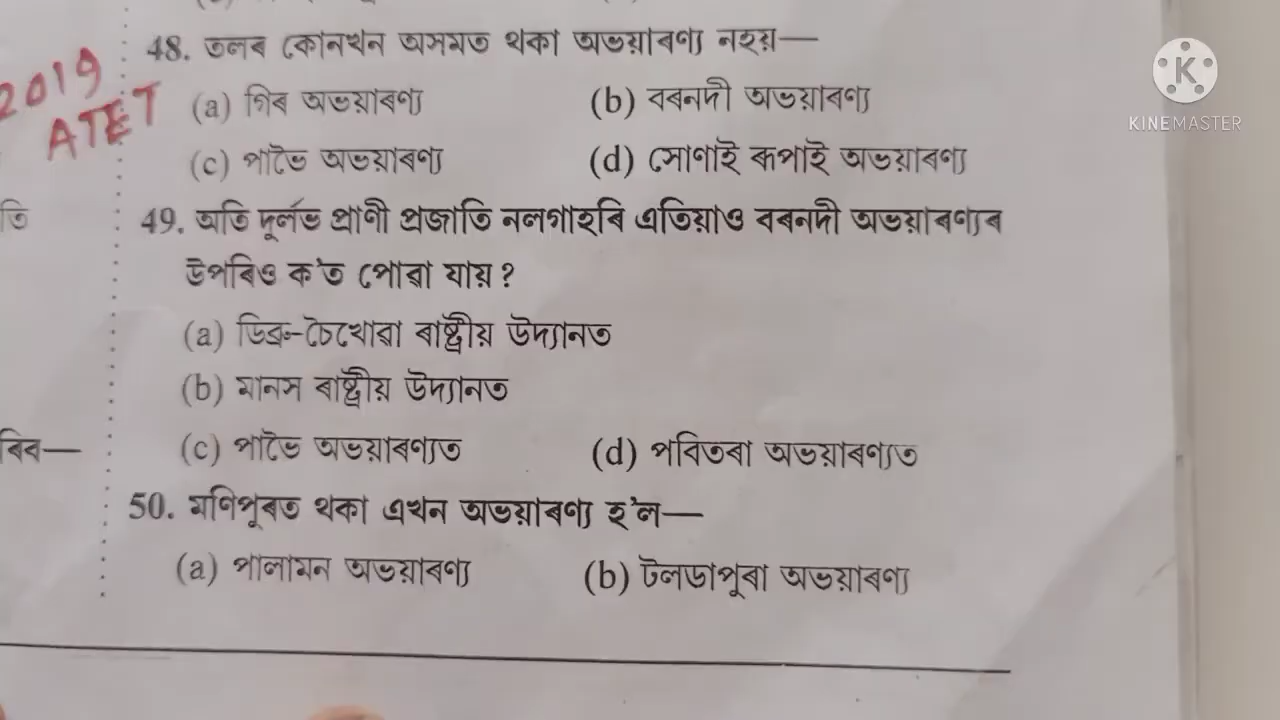 48. তলৰ কোনখন অসমত থকা অভয়াৰণ্য নহয়—
2019
ATET
(a) গিৰ অভয়াৰণ্য (b) বৰনদী অভয়াৰণ্য
(c) পাভৈ অভয়াৰণ্য (d) সোণাই ৰূপাই অভয়াৰণ্য
তি
49. অতি দুৰ্লভ প্ৰাণী প্ৰজাতি নলগাহৰি এতিয়াও বৰনদী অভয়াৰণ্যৰ
উপৰিও ক'ত পোৱা যায় ?
(a) ডিব্ৰু-চৈখোৱা ৰাষ্ট্ৰীয় উদ্যানত
(b) মানস ৰাষ্ট্ৰীয় উদ্যানত
ৰিব—
(c) পাভৈ অভয়াৰণ্যত (d) পবিতৰা অভয়াৰণ্যত
50. মণিপুৰত থকা এখন অভয়াৰণ্য হ'ল—
(a) পালামন অভয়াৰণ্য (b) টলডাপুৰা অভয়াৰণ্য
K
KINEMASTER